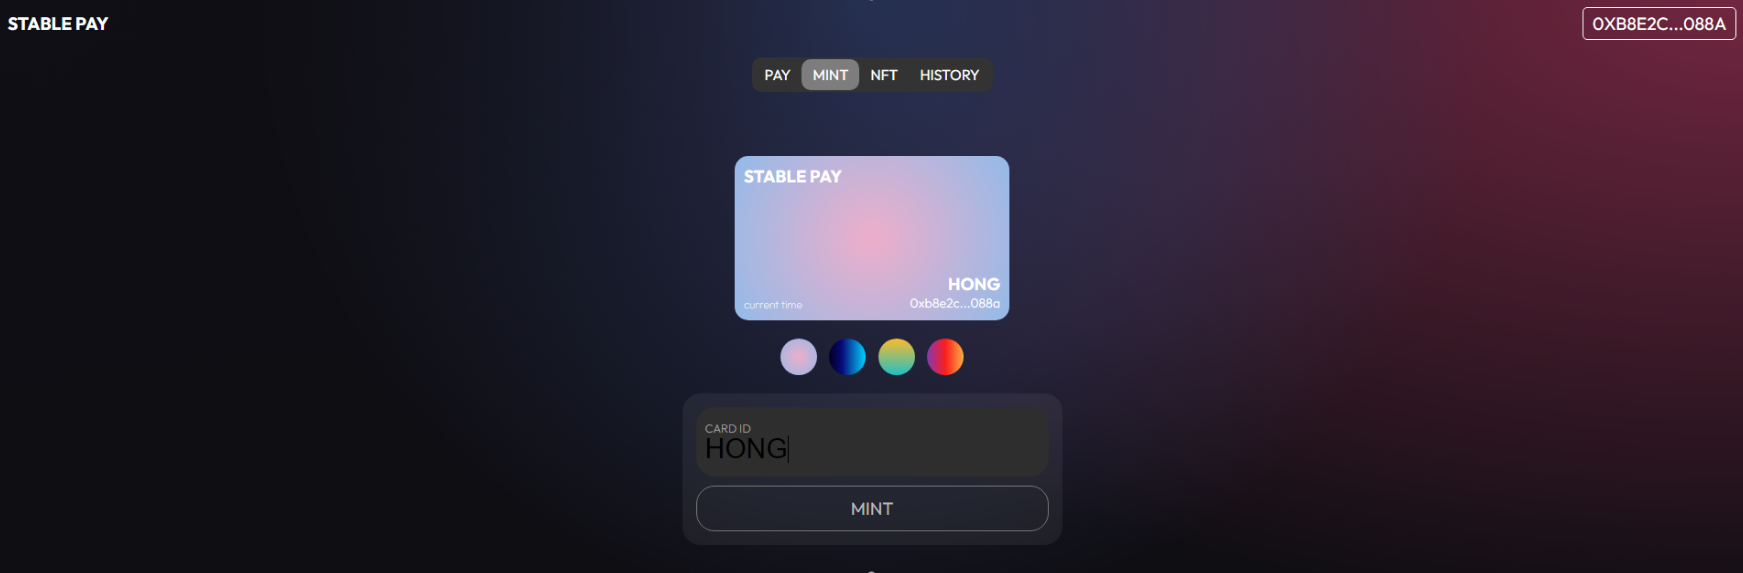 STABLE PAY
0XB8E2C...088A
PAY MINT NFT HISTORY
STABLE PAY
HONG
current time
0xb8e2c...088a
CARD ID
HONG
MINT